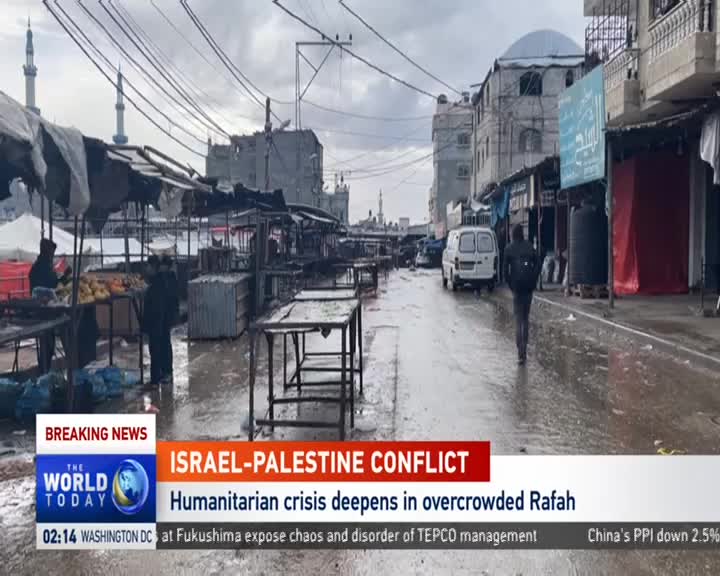 BREAKING NEWS
THE
WORLD
TODAY
ISRAEL-PALESTINE CONFLICT
Humanitarian crisis deepens in overcrowded Rafah
02:14 WASHINGTON DC
at Fukushima expose chaos and disorder of TEPCO management China's PPI down 2.5%